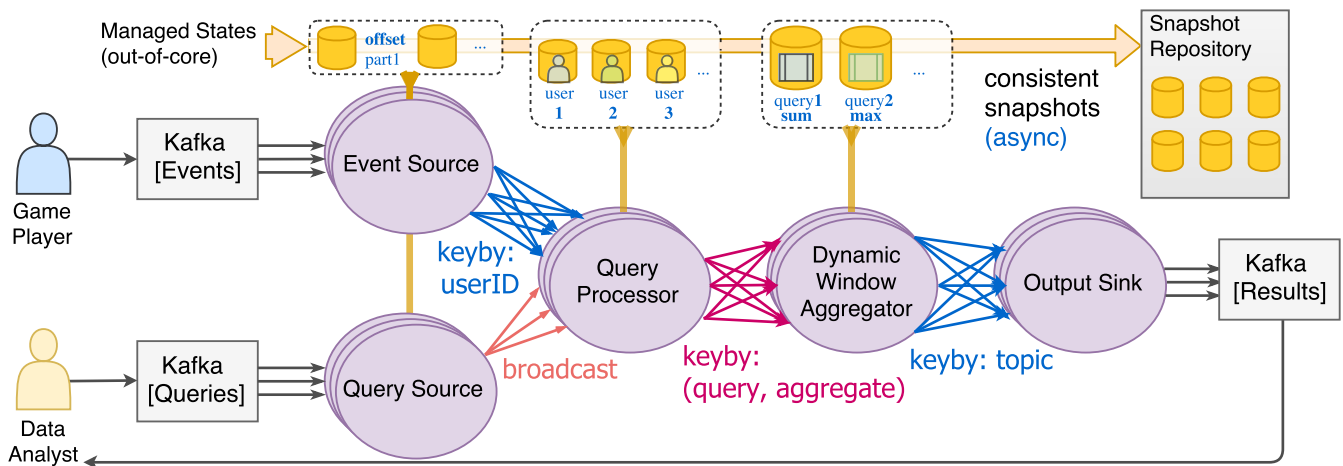 Managed States
(out-of-core)
offset
part1
...
user
1
user
2
user
3
...
query1
sum
query2
max
...
consistent
snapshots
(async)
Snapshot
Repository
Game
Player
Kafka
[Events]
Event Source
keyby:
userID
Data
Analyst
Kafka
[Queries]
Query Source
broadcast
Query
Processor
keyby:
(query, aggregate)
Dynamic
Window
Aggregator
keyby: topic
Output Sink
Kafka
[Results]